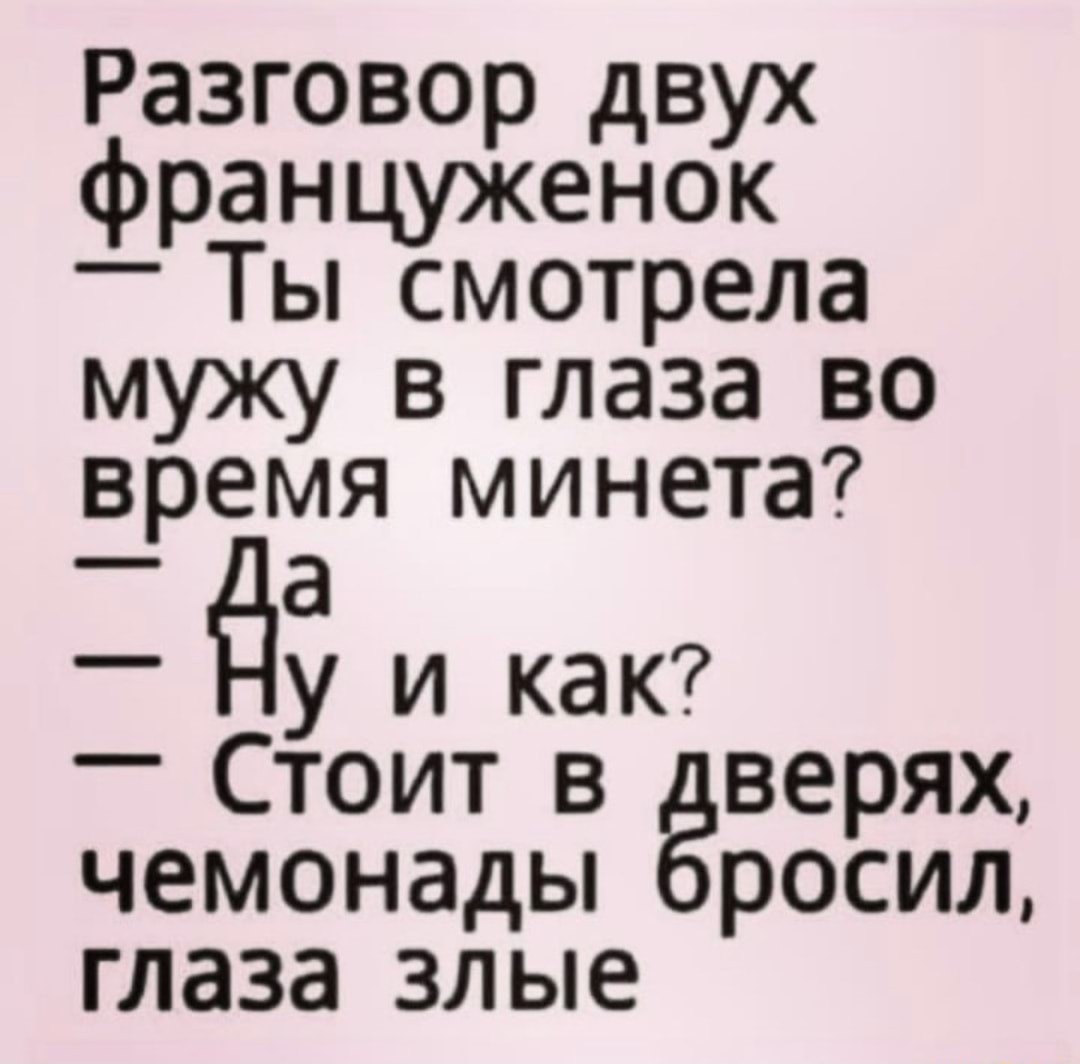 Разговор двух
француженок
— Ты смотрела
мужу в глаза во
время минета?
— Да
— Ну и как?
— Стоит в дверях,
чемонады бросил,
глаза злые